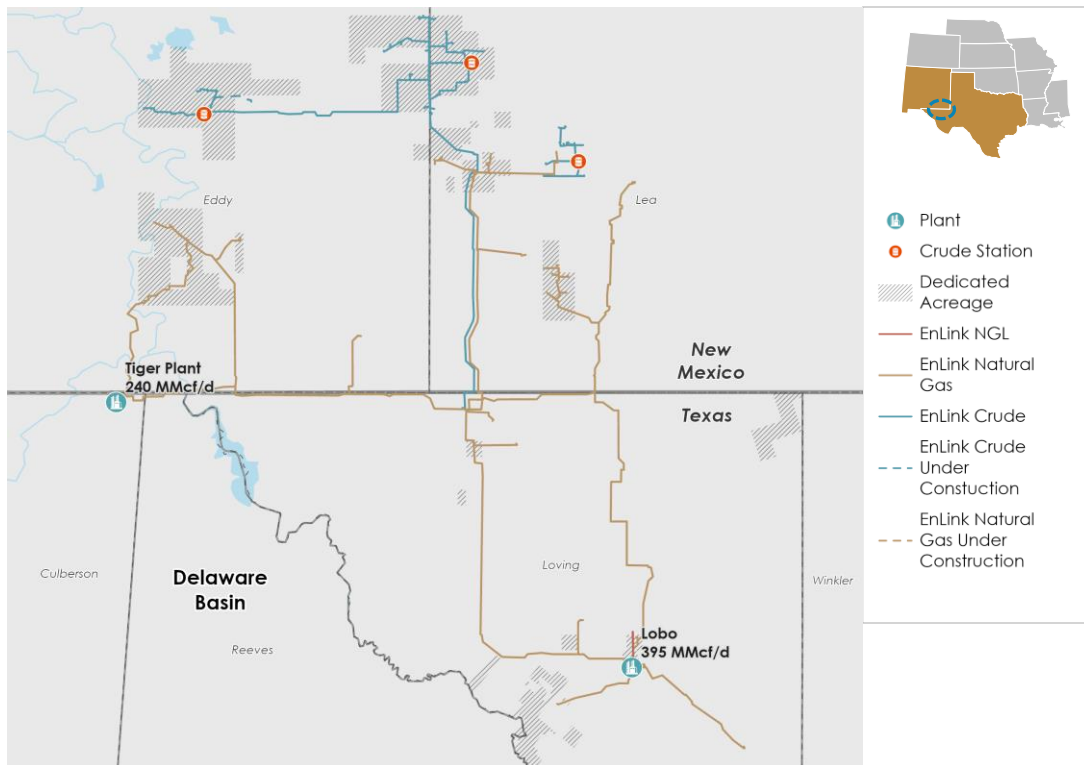 Eddy
Lea
Tiger Plant
240 MMcf/d
New
Mexico
Texas
Culberson
Delaware
Basin
Reeves
Loving
Winkler
Lobo
395 MMcf/d
Plant
Crude Station
Dedicated
Acreage
EnLink NGL
EnLink Natural
Gas
EnLink Crude
EnLink Crude
Under
Constuction
EnLink Natural
Gas Under
Construction